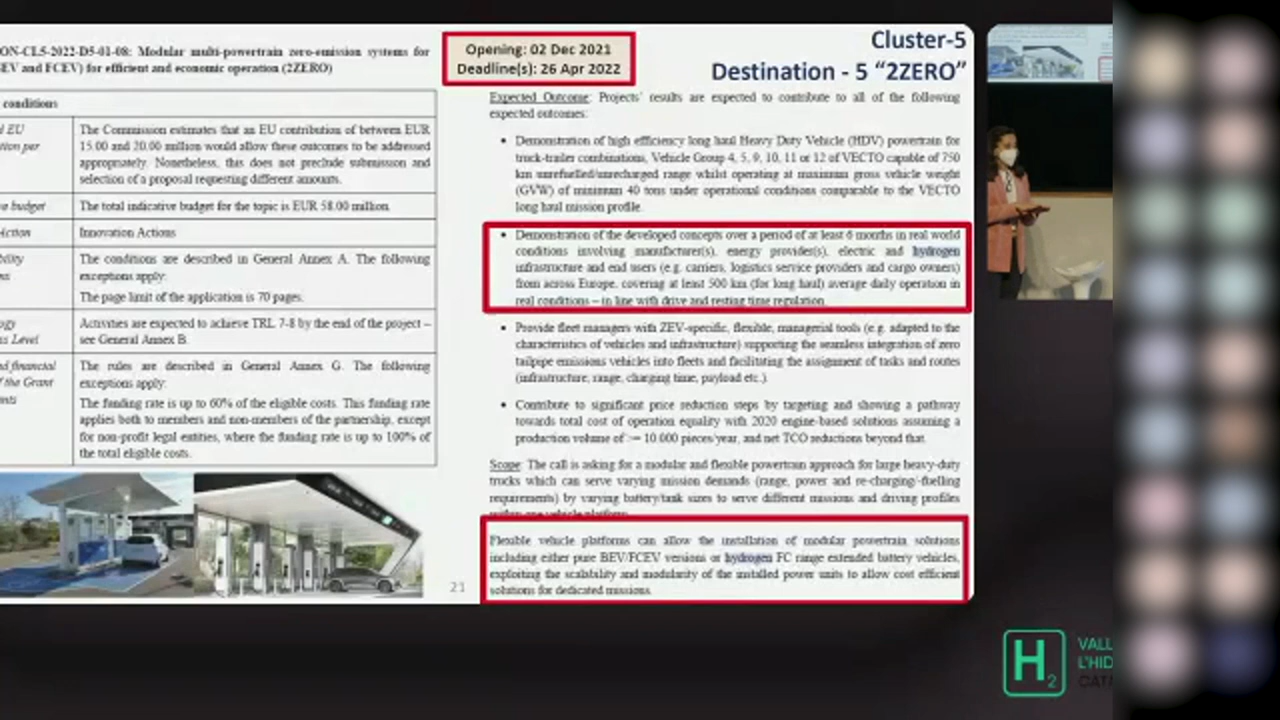 ON-CL5-2022-D5-01-08: Modular multi-powertrain zero-emission systems for
BEV and FCEV) for efficient and economic operation (2ZERO)
conditions
EU
The Commission estimates that an EU contribution of between EUR
per
15.00 and 20.00 million would allow these outcomes to be addressed
appropriately. Nonetheless, this does not preclude submission and
selection of a proposal requesting different amounts.
budget
The total indicative budget for the topic is EUR 58.00 million.
Action
Innovation Actions
The conditions are described in General Annex A. The following
exceptions apply:
The page limit of the application is 70 pages.
Activities are expected to achieve TRL 7-8 by the end of the project –
Level
see General Annex B.
financial
The rules are described in General Annex G. The following
the Grant
exceptions apply:
The funding rate is up to 60% of the eligible costs. This funding rate
applies both to members and non-members of the partnership, except
for non-profit legal entities, where the funding rate is up to 100% of
the total eligible costs.
Opening: 02 Dec 2021
Deadline(s): 26 Apr 2022
Cluster-5
Destination - 5 “2ZERO”
Expected Outcome: Projects’ results are expected to contribute to all of the following
expected outcomes:
• Demonstration of high efficiency long haul Heavy Duty Vehicle (HDV) powertrain for
truck-trailer combinations, Vehicle Group 4, 5, 9, 10, 11 or 12 of VECTO capable of 750
km unrefuelled/unrecharged range whilst operating at maximum gross vehicle weight
(GVW) of minimum 40 tons under operational conditions comparable to the VECTO
long haul mission profile.
• Demonstration of the developed concepts over a period of at least 6 months in real world
conditions involving manufacturer(s), energy provider(s), electric and hydrogen
infrastructure and end users (e.g. carriers, logistics service providers and cargo owners)
from across Europe, covering at least 500 km (for long haul) average daily operation in
real conditions – in line with drive and resting time regulation.
• Provide fleet managers with ZEV-specific, flexible, managerial tools (e.g. adapted to the
characteristics of vehicles and infrastructure) supporting the seamless integration of zero
tailpipe emissions vehicles into fleets and facilitating the assignment of tasks and routes
(infrastructure, range, charging time, payload etc.).
• Contribute to significant price reduction steps by targeting and showing a pathway
towards total cost of operation equality with 2020 engine-based solutions assuming a
production volume of >= 10.000 pieces/year, and net TCO reductions beyond that.
Scope: The call is asking for a modular and flexible powertrain approach for large heavy-duty
trucks which can serve varying mission demands (range, power and re-charging/-fuelling
requirements) by varying battery/tank sizes to serve different missions and driving profiles
within one vehicle platform.
Flexible vehicle platforms can allow the installation of modular powertrain solutions
including either pure BEV/FCEV versions or hydrogen FC range extended battery vehicles,
exploiting the scalability and modularity of the installed power units to allow cost efficient
solutions for dedicated missions.
21
H2
VALL
L'HID
CATA